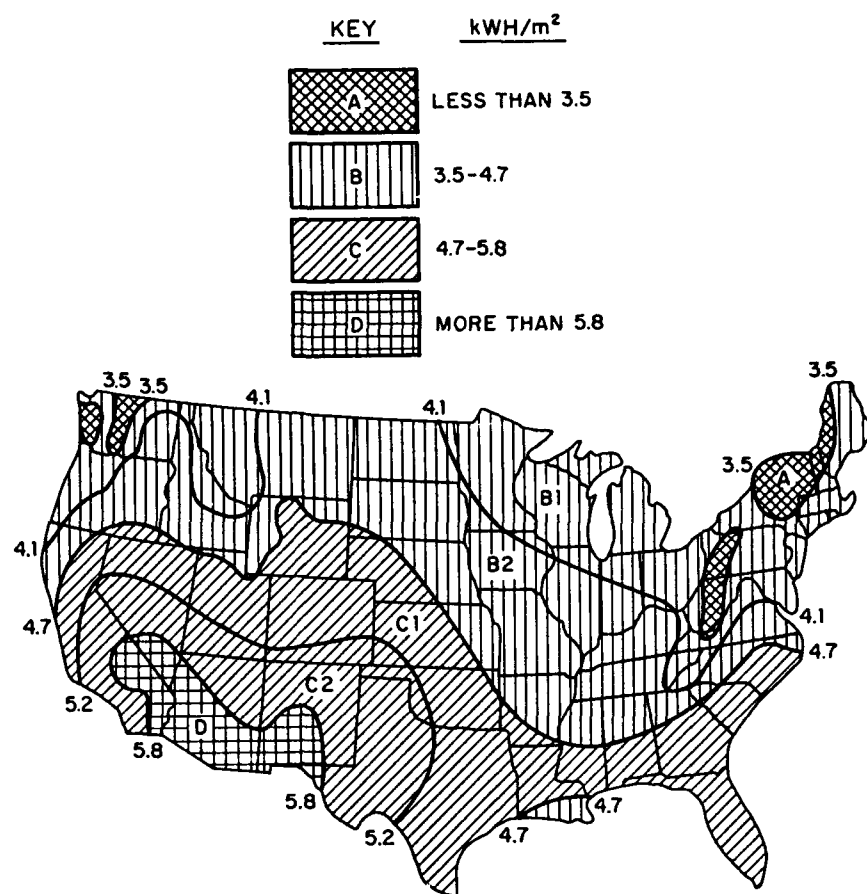 KEY kWH/m²
A LESS THAN 3.5
B 3.5-4.7
C 4.7-5.8
D MORE THAN 5.8
3.5 3.5 4.1 4.1 3.5
3.5 A
B1
B2
4.1
4.7 C1 4.1
4.7
C2
5.2 D
5.8
5.8 4.7
5.2 4.7